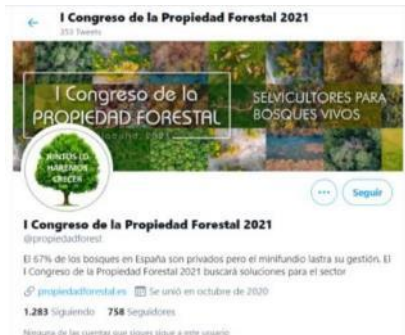 I Congreso de la Propiedad Forestal 2021
353 Tweets
I Congreso de la
PROPIEDAD FORESTAL
SELVICULTORES PARA
BOSQUES VIVOS
2021
JUNTOS LO
HAREMOS
CRECER
Seguir
I Congreso de la Propiedad Forestal 2021
@propiedadforest
El 67% de los bosques en España son privados pero el minifundio lastra su gestión. El
I Congreso de la Propiedad Forestal 2021 buscará soluciones para el sector
propiedadforestal.es Se unió en octubre de 2020
1.283 Siguiendo 758 Seguidores
Ninguna de las cuentas que sigues sigue a este usuario